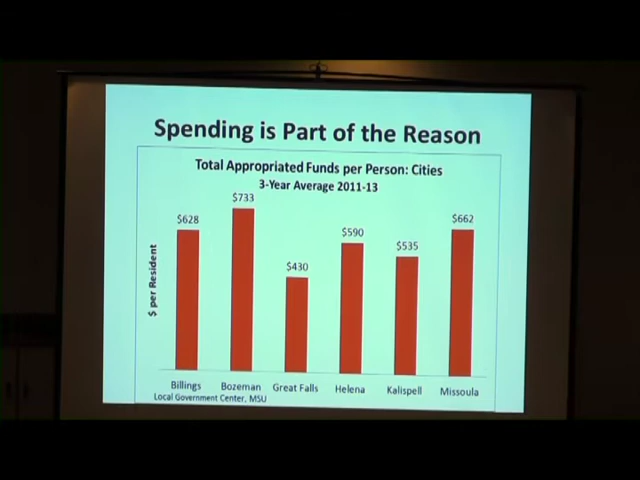 Spending is Part of the Reason
Total Appropriated Funds per Person: Cities
3-Year Average 2011-13
$628
$733
$430
$590
$535
$662
$ per Resident
Billings
Bozeman
Great Falls
Helena
Kalispell
Missoula
Local Government Center, MSU